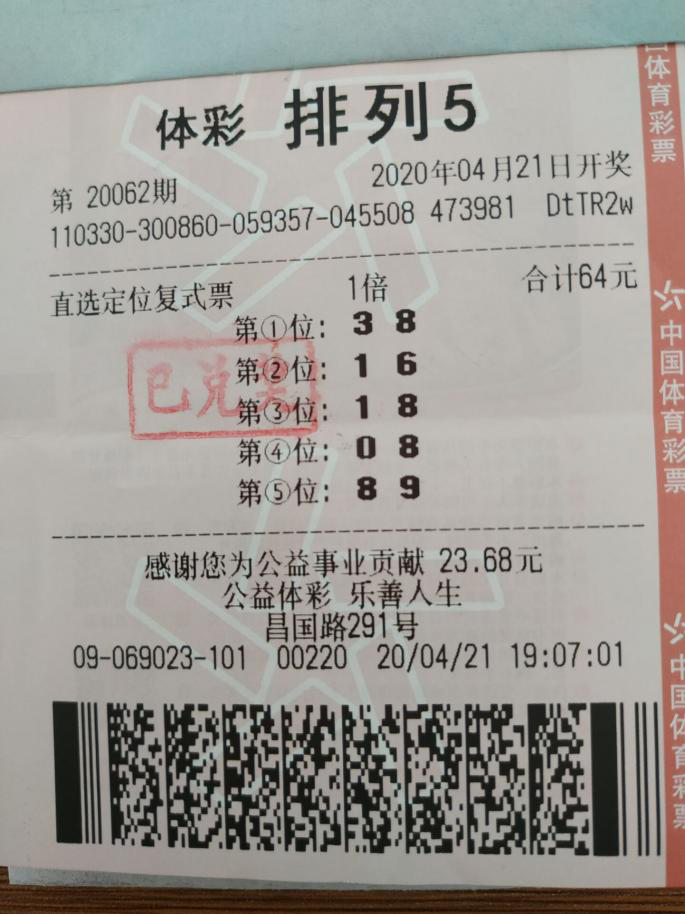 体彩 排列5
第 20062期 2020年04月21日开奖
110330-300860-059357-045508 473981 DtTR2w
直选定位复式票 1倍 合计64元
第①位: 3 8
第②位: 1 6
第③位: 1 8
第④位: 0 8
第⑤位: 8 9
已兑奖
感谢您为公益事业贡献 23.68元
公益体彩 乐善人生
昌国路291号
09-069023-101 00220 20/04/21 19:07:01
体育彩票
中国体育彩票
中国体育彩票